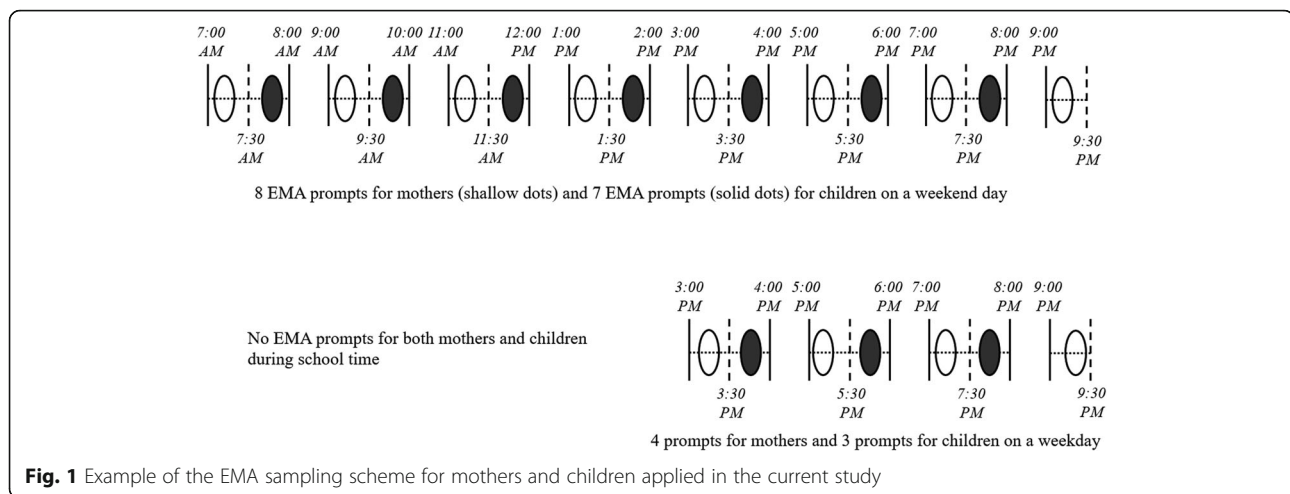 7:00 8:00 9:00 10:00 11:00 12:00 1:00 2:00 3:00 4:00 5:00 6:00 7:00 8:00 9:00
AM AM AM AM AM PM PM PM PM PM PM PM PM PM PM
7:30 9:30 11:30 1:30 3:30 5:30 7:30 9:30
AM AM AM PM PM PM PM PM
8 EMA prompts for mothers (shallow dots) and 7 EMA prompts (solid dots) for children on a weekend day
3:00 4:00 5:00 6:00 7:00 8:00 9:00
PM PM PM PM PM PM PM
No EMA prompts for both mothers and children
during school time
3:30 5:30 7:30 9:30
PM PM PM PM
4 prompts for mothers and 3 prompts for children on a weekday
Fig. 1 Example of the EMA sampling scheme for mothers and children applied in the current study